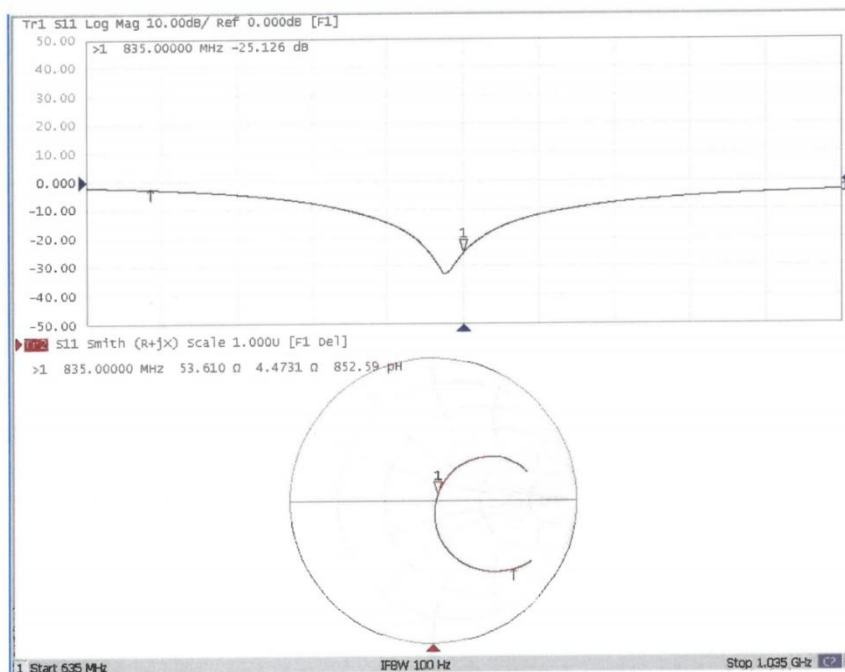 Tr1 S11 Log Mag 10.00dB/ Ref 0.000dB [F1]
50.00
>1 835.00000 MHz -25.126 dB
40.00
30.00
20.00
10.00
0.000
-10.00
1
-20.00
-30.00
-40.00
-50.00
Tr2 S11 Smith (R+jX) Scale 1.000U [F1 Del]
>1 835.00000 MHz 53.610 Ω 4.4731 Ω 852.59 pH
1
1 Start 635 MHz IFBW 100 Hz Stop 1.035 GHz C?